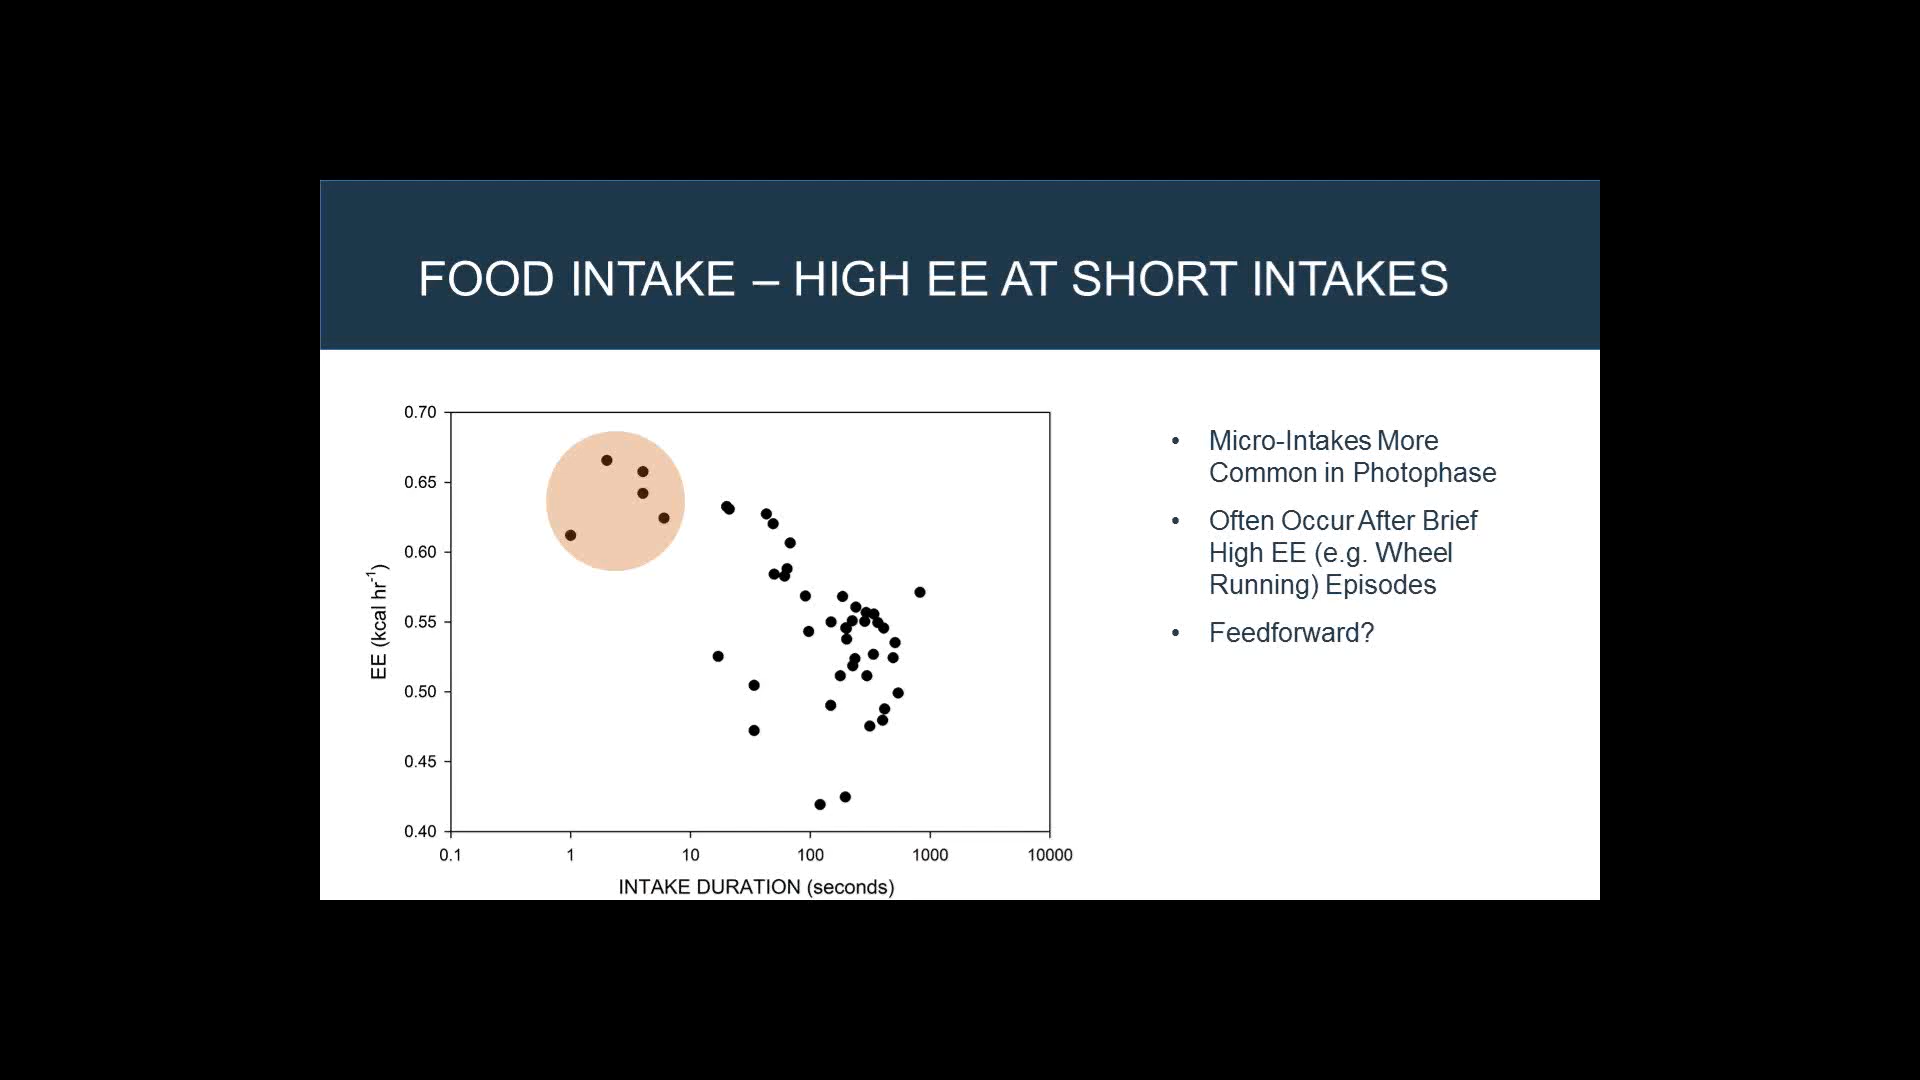 FOOD INTAKE – HIGH EE AT SHORT INTAKES
0.70
0.65
0.60
0.55
0.50
0.45
0.40
EE (kcal hr⁻¹)
0.1 1 10 100 1000 10000
INTAKE DURATION (seconds)
• Micro-Intakes More
Common in Photophase
• Often Occur After Brief
High EE (e.g. Wheel
Running) Episodes
• Feedforward?